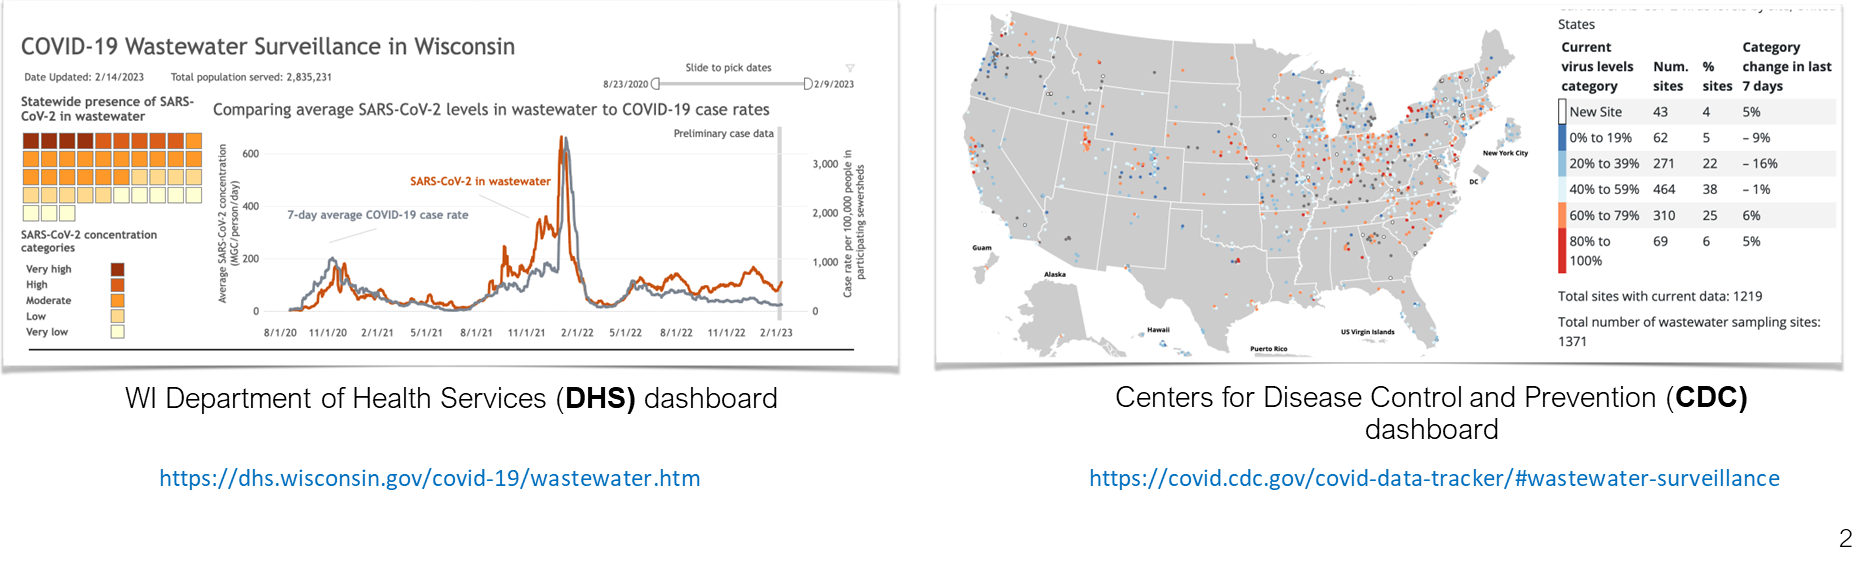 COVID-19 Wastewater Surveillance in Wisconsin
Date Updated: 2/14/2023 Total population served: 2,835,231
Slide to pick dates
8/23/2020 2/9/2023
Statewide presence of SARS-
CoV-2 in wastewater
Comparing average SARS-CoV-2 levels in wastewater to COVID-19 case rates
Preliminary case data
SARS-CoV-2 in wastewater
7-day average COVID-19 case rate
Average SARS-CoV-2 concentration
(MGC/person/day)
600
400
200
0
3,000
2,000
1,000
0
Case rate per 100,000 people in
participating sewersheds
8/1/20 11/1/20 2/1/21 5/1/21 8/1/21 11/1/21 2/1/22 5/1/22 8/1/22 11/1/22 2/1/23
SARS-CoV-2 concentration
categories
Very high
High
Moderate
Low
Very low
WI Department of Health Services (DHS) dashboard
https://dhs.wisconsin.gov/covid-19/wastewater.htm
New York City
DC
Guam
Alaska
Hawaii
US Virgin Islands
Puerto Rico
States
Current virus levels category Num. sites % sites Category change in last 7 days
New Site 43 4 5%
0% to 19% 62 5 – 9%
20% to 39% 271 22 – 16%
40% to 59% 464 38 – 1%
60% to 79% 310 25 6%
80% to 100% 69 6 5%
Total sites with current data: 1219
Total number of wastewater sampling sites:
1371
Centers for Disease Control and Prevention (CDC)
dashboard
https://covid.cdc.gov/covid-data-tracker/#wastewater-surveillance
2